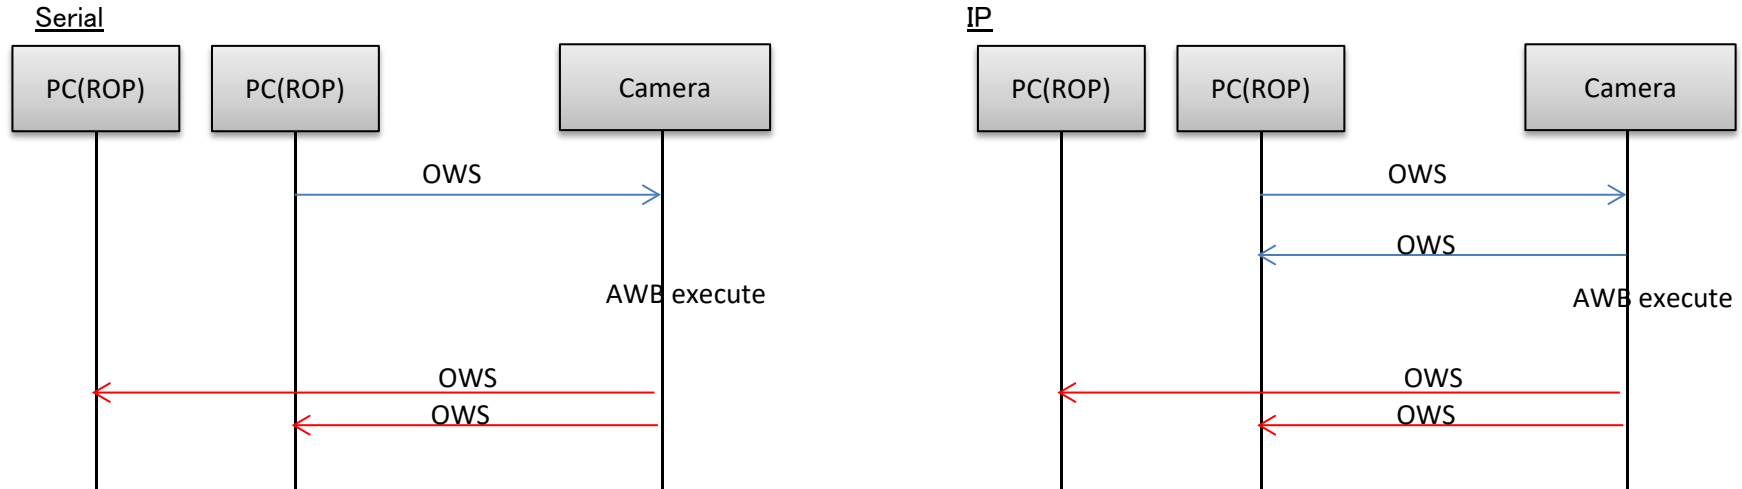 Serial
PC(ROP)
PC(ROP)
Camera
OWS
AWB execute
OWS
OWS
IP
PC(ROP)
PC(ROP)
Camera
OWS
OWS
AWB execute
OWS
OWS